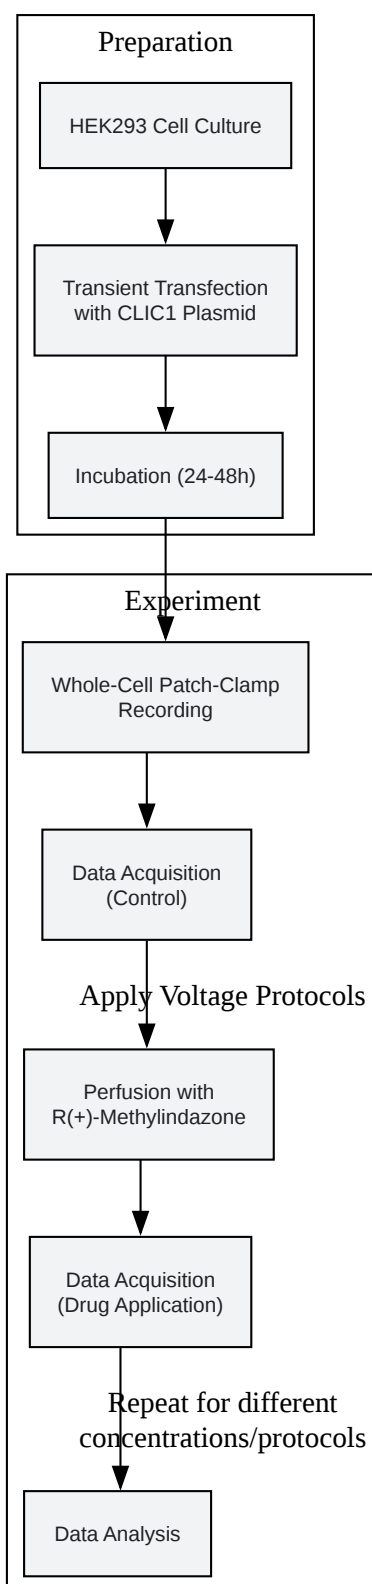 Preparation
HEK293 Cell Culture
Transient Transfection
with CLIC1 Plasmid
Incubation (24-48h)
Experiment
Whole-Cell Patch-Clamp
Recording
Data Acquisition
(Control)
Apply Voltage Protocols
Perfusion with
R(+)-Methylindazone
Data Acquisition
(Drug Application)
Repeat for different
concentrations/protocols
Data Analysis